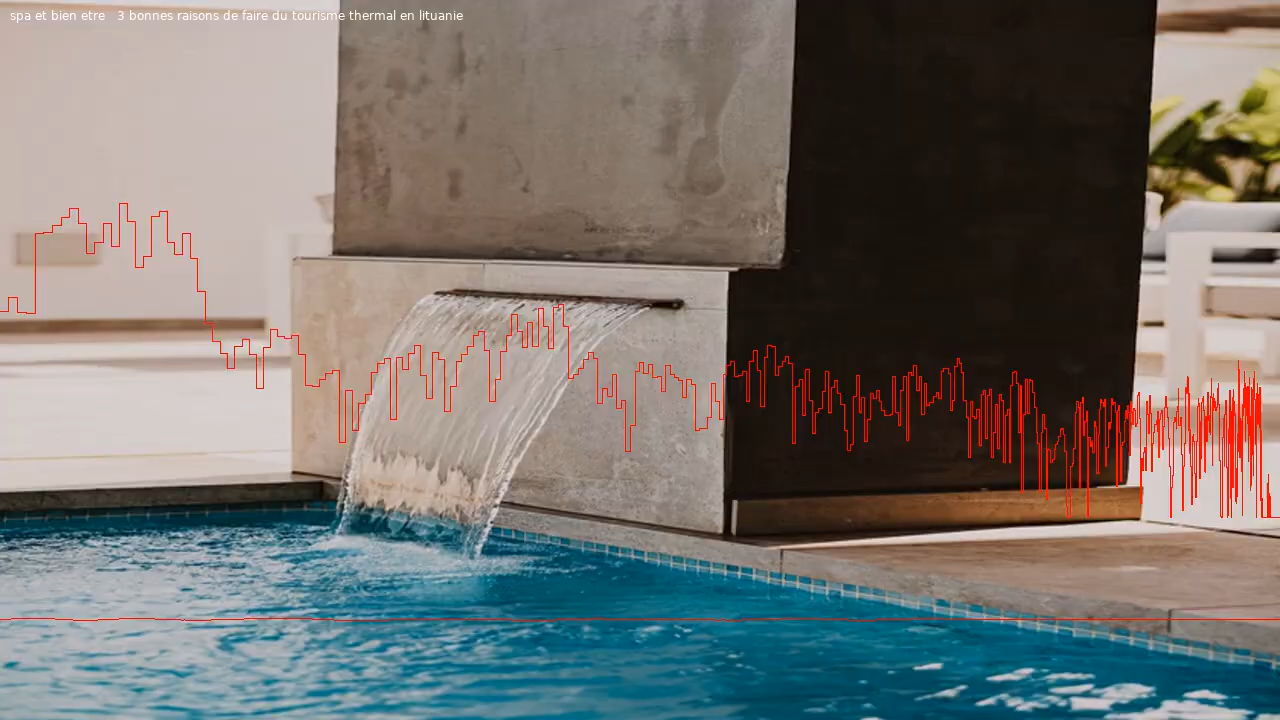 spa et bien etre   3 bonnes raisons de faire du tourisme thermal en lituanie